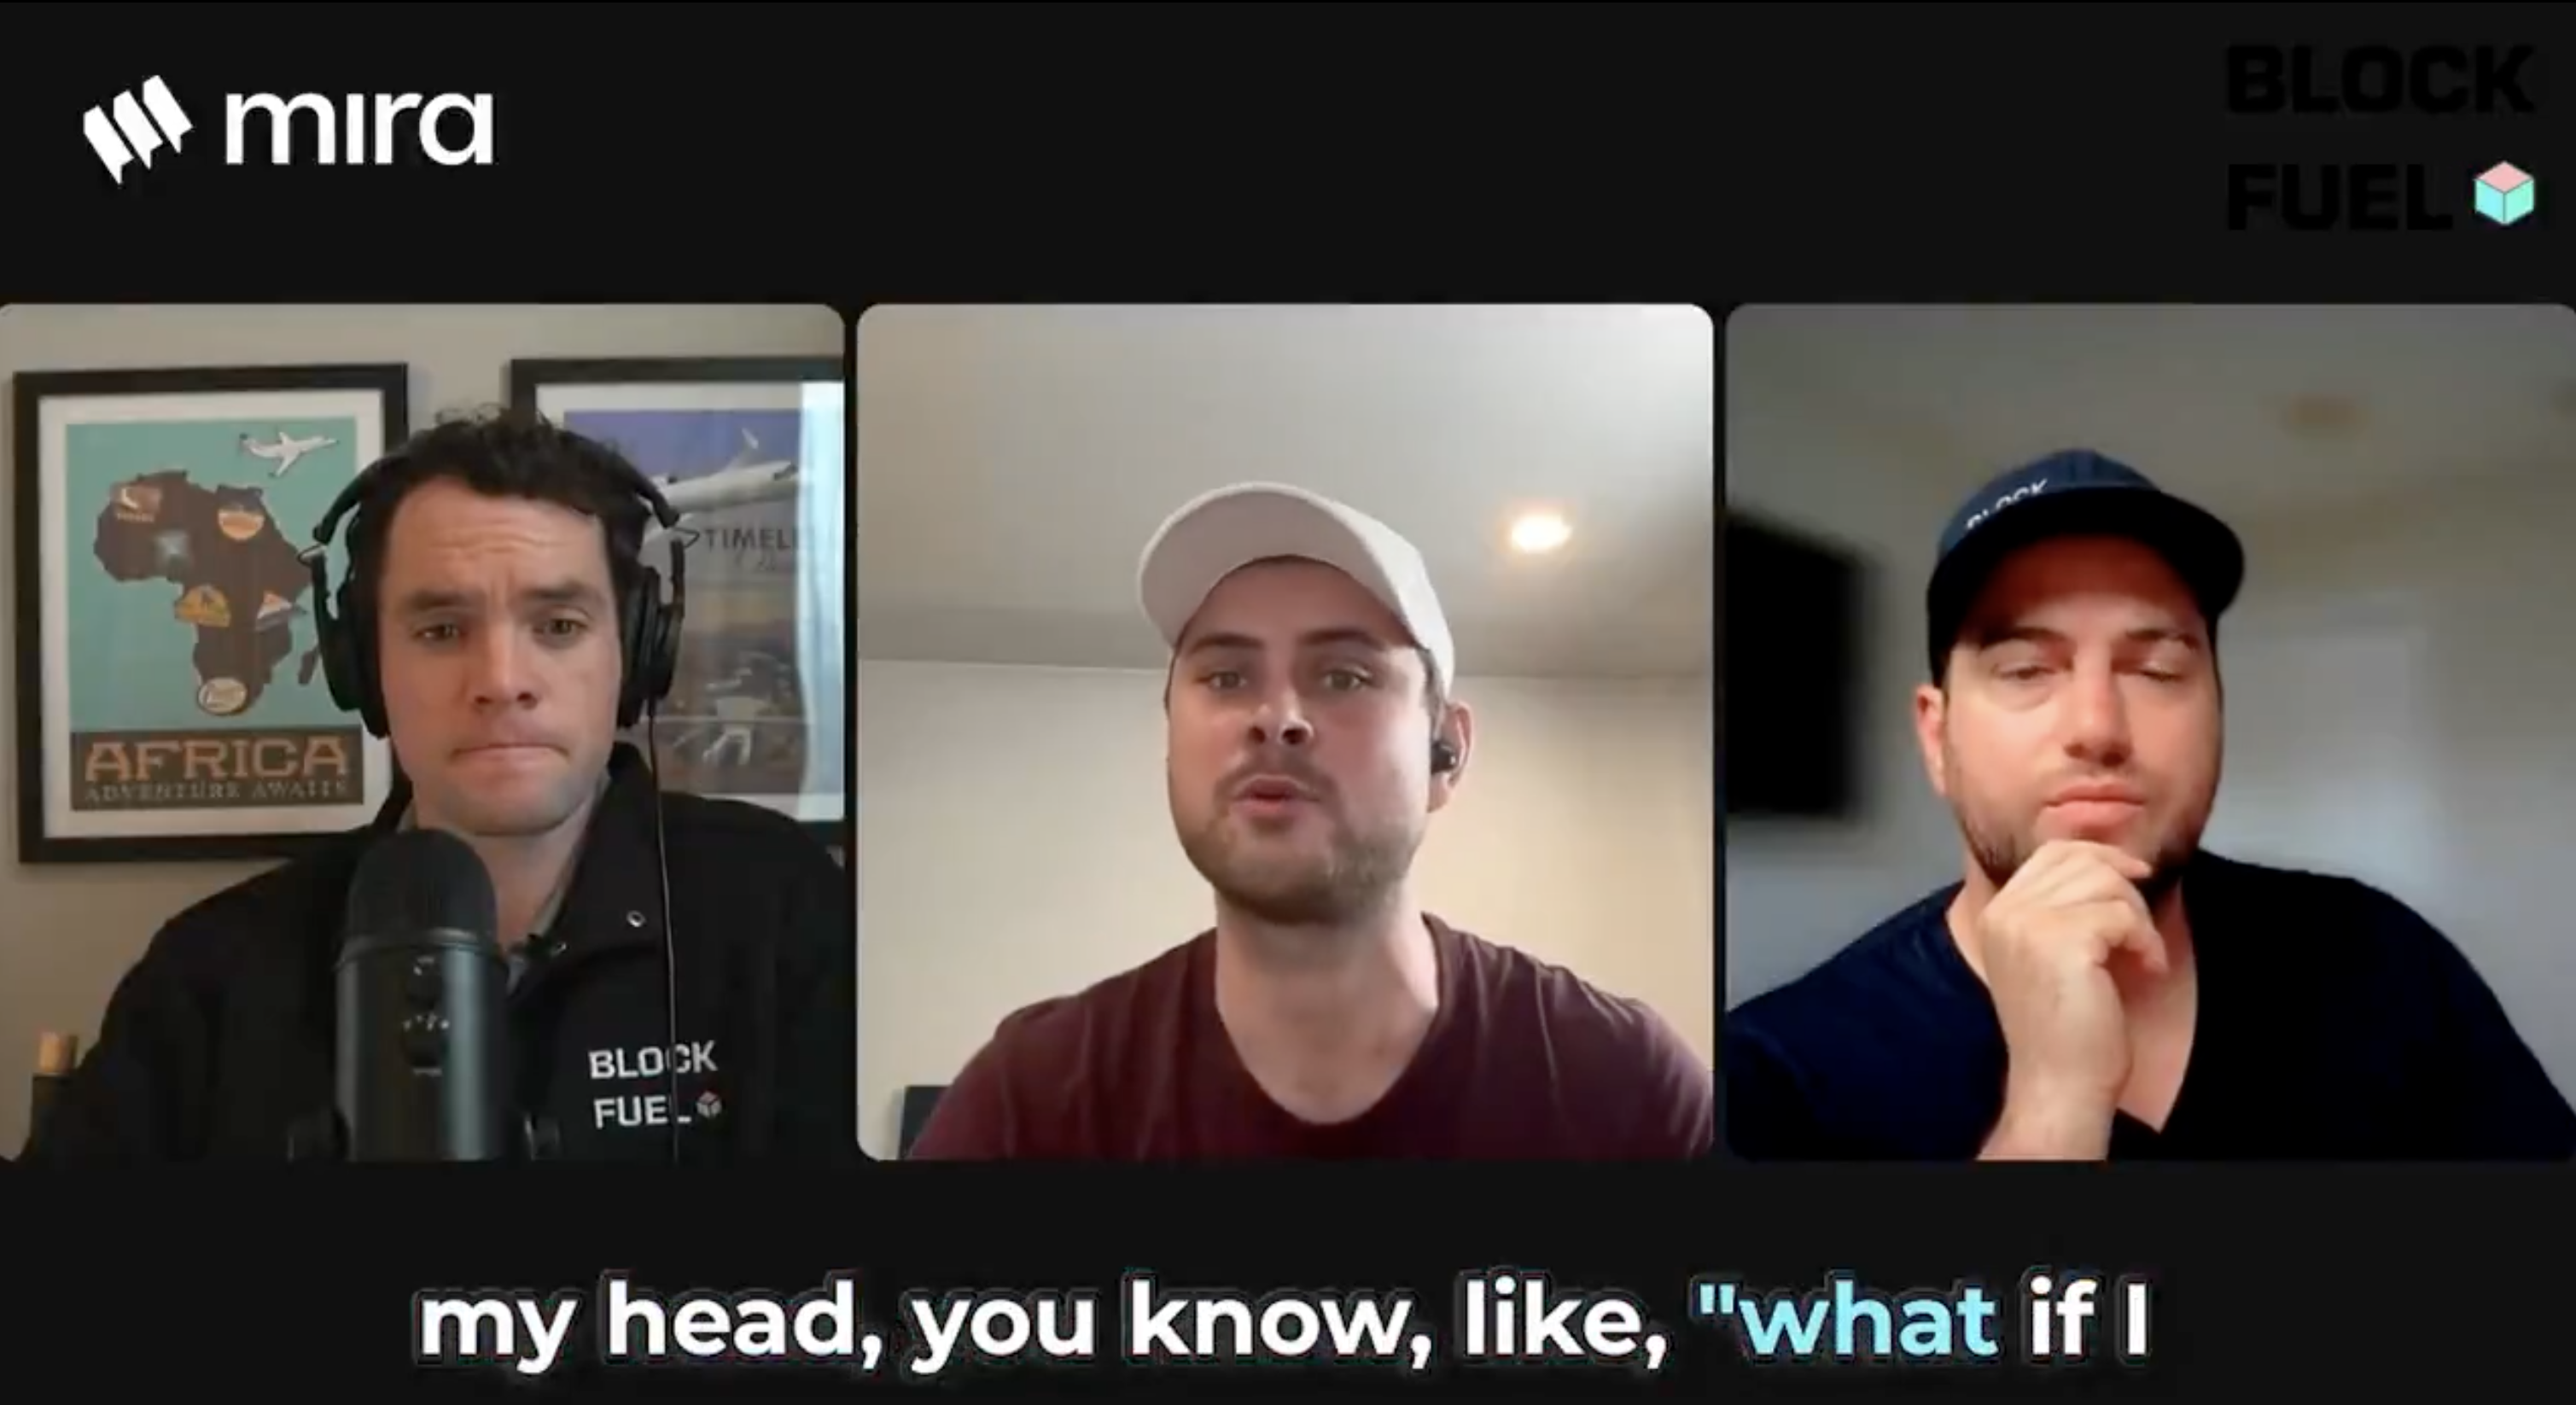 mira
BLOCK
FUEL
AFRICA
ADVENTURE AWAITS
TIMEL
BLOCK
FUEL
BLOCK
my head, you know, like, "what if I